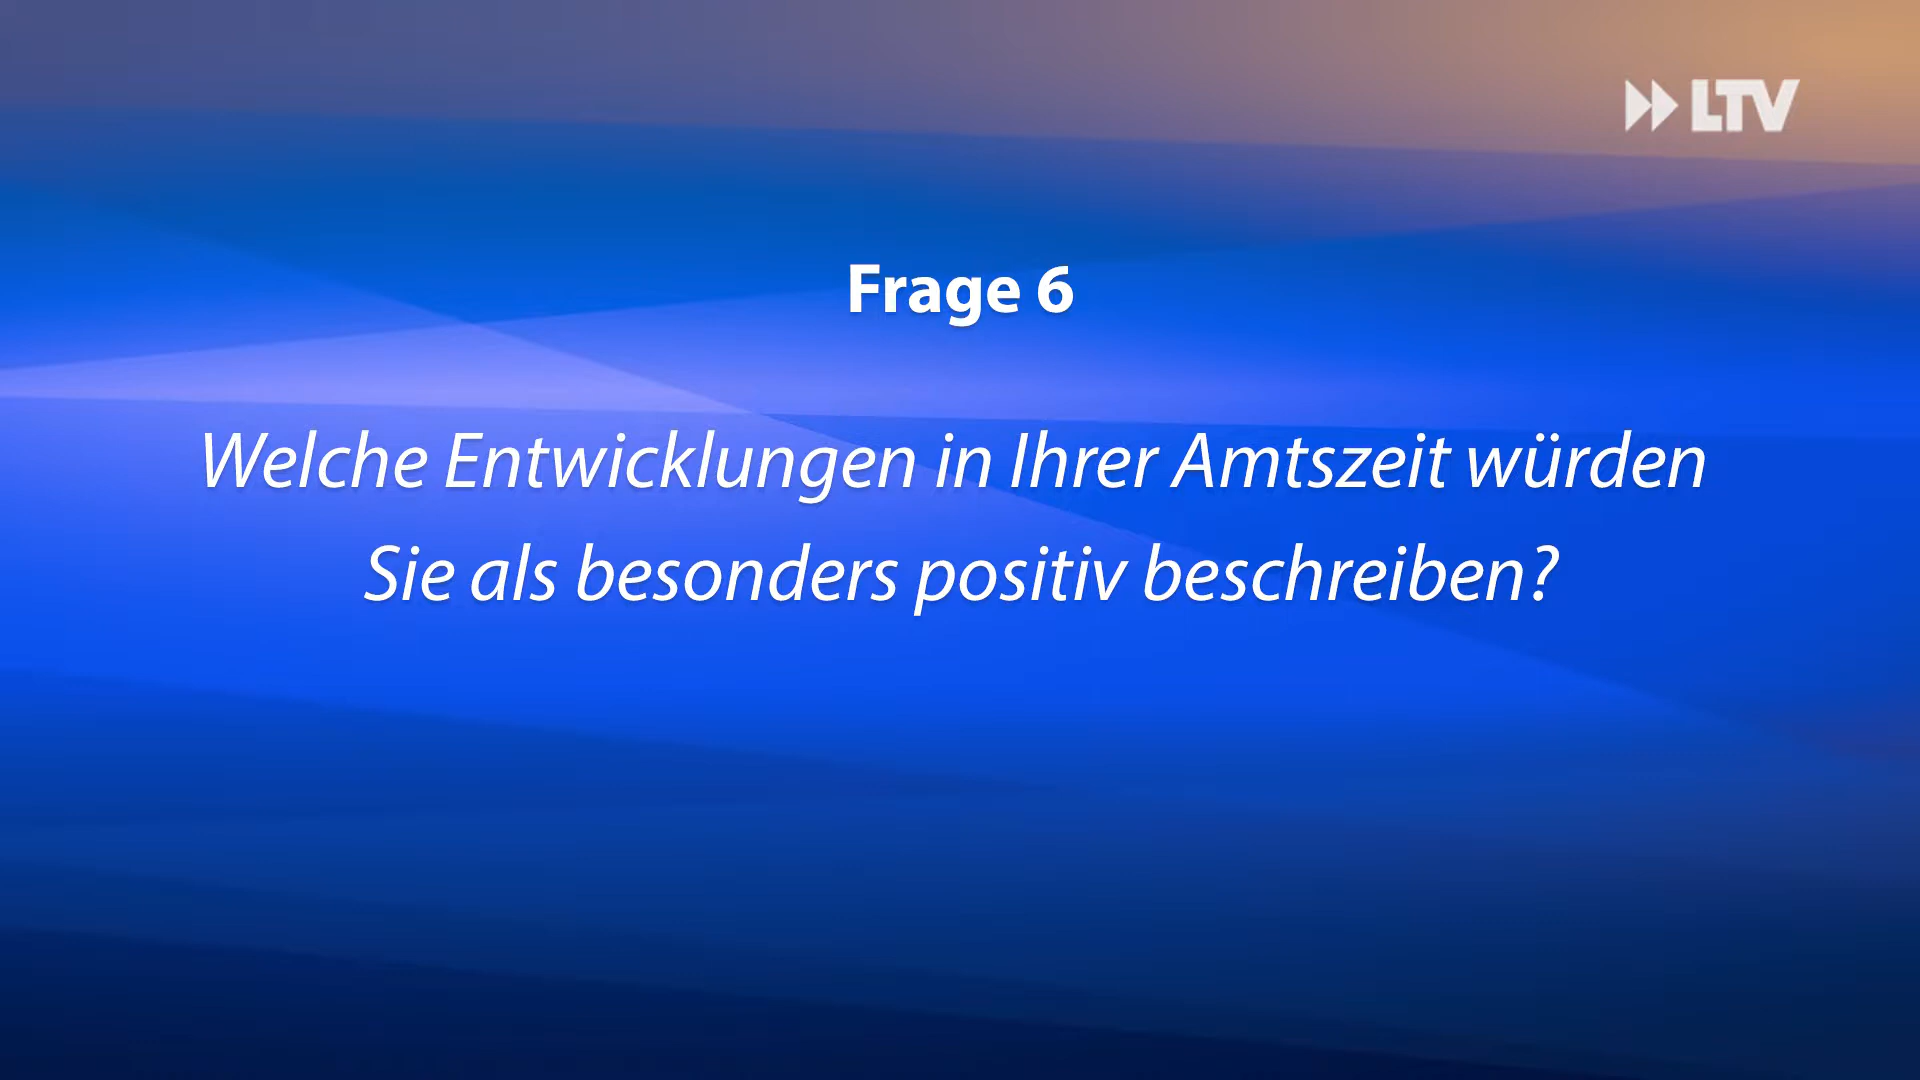 LTV
Frage 6
Welche Entwicklungen in Ihrer Amtszeit würden
Sie als besonders positiv beschreiben?